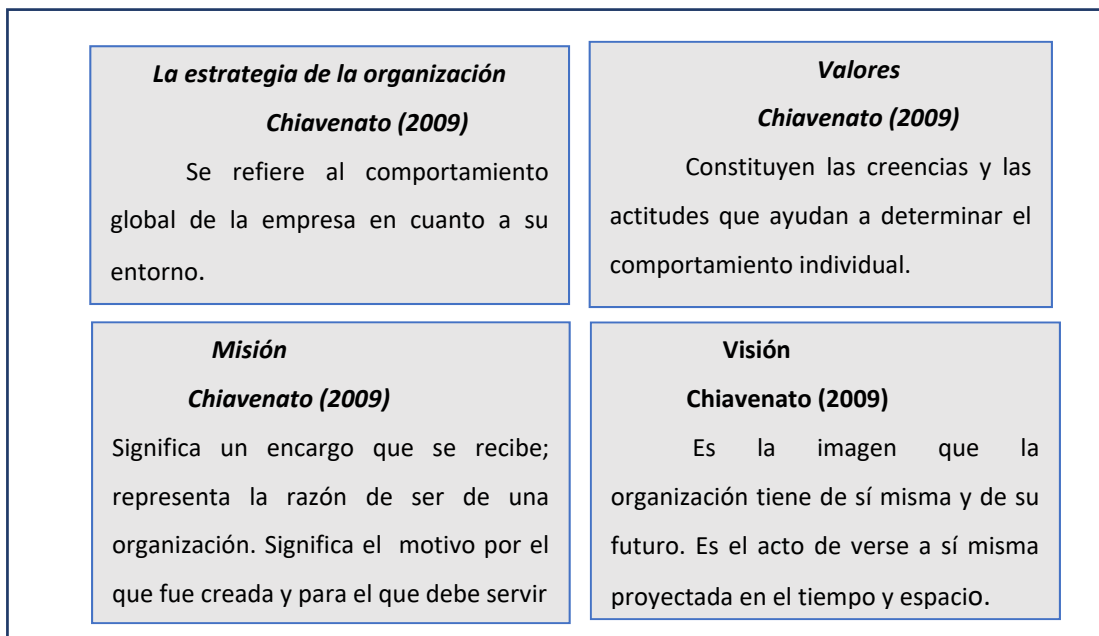 La estrategia de la organización
Chiavenato (2009)
Se refiere al comportamiento
global de la empresa en cuanto a su
entorno.
Valores
Chiavenato (2009)
Constituyen las creencias y las
actitudes que ayudan a determinar el
comportamiento individual.
Misión
Chiavenato (2009)
Significa un encargo que se recibe;
representa la razón de ser de una
organización. Significa el motivo por el
que fue creada y para el que debe servir
Visión
Chiavenato (2009)
Es la imagen que la
organización tiene de sí misma y de su
futuro. Es el acto de verse a sí misma
proyectada en el tiempo y espacio.